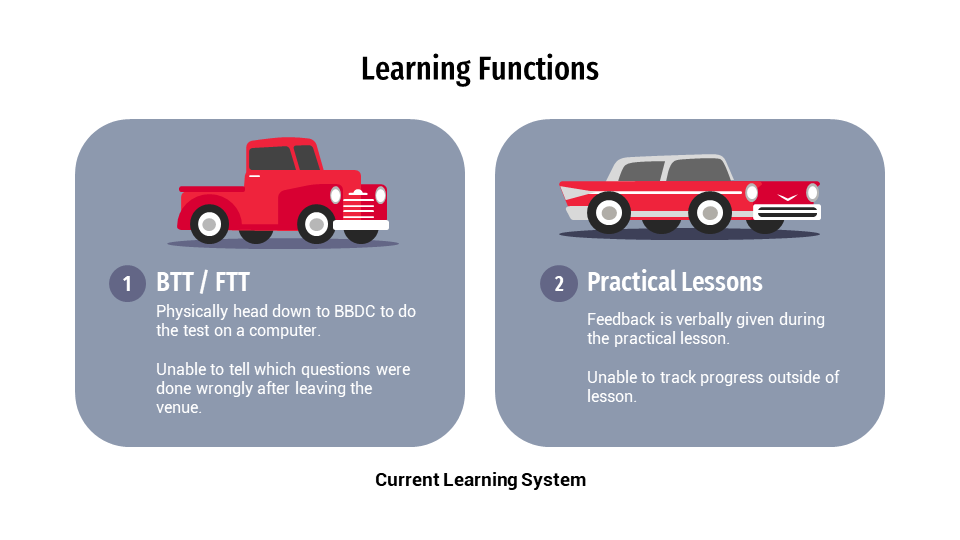 Learning Functions
1
BTT / FTT
Physically head down to BBDC to do
the test on a computer.
Unable to tell which questions were
done wrongly after leaving the
venue.
2
Practical Lessons
Feedback is verbally given during
the practical lesson.
Unable to track progress outside of
lesson.
Current Learning System